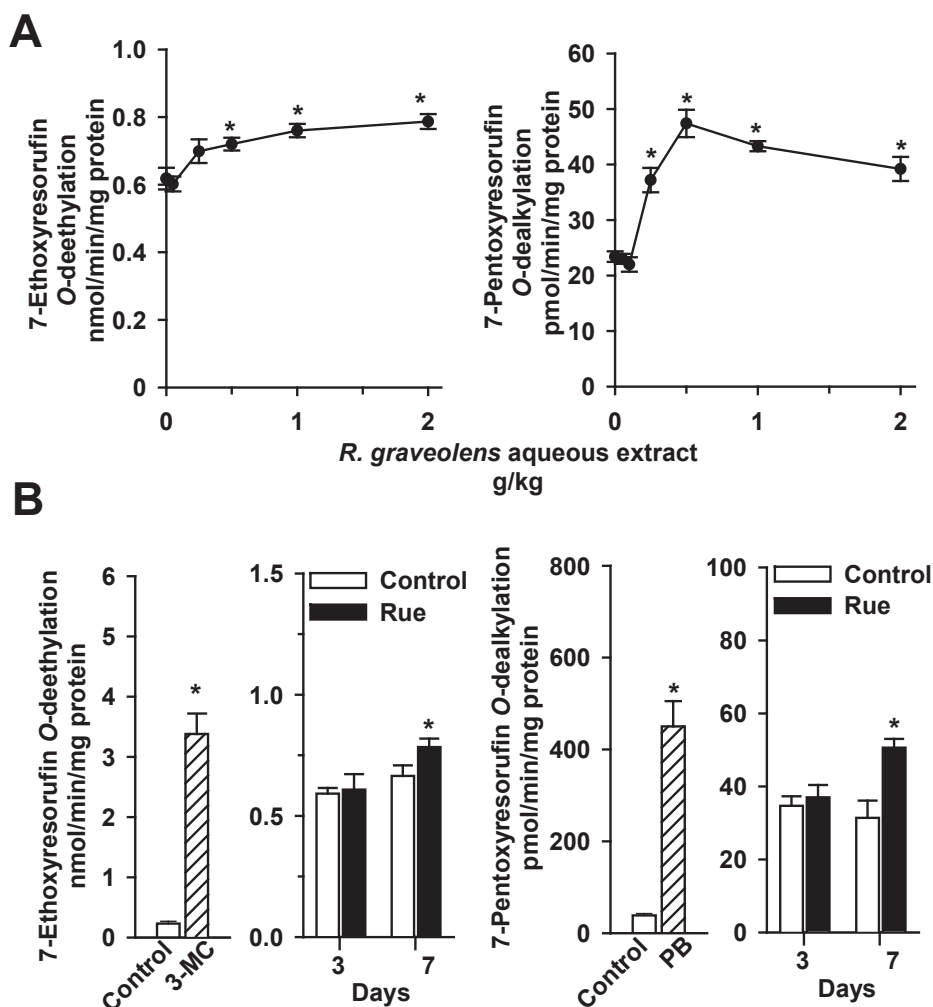 A
7-Ethoxyresorufin
O-deethylation
nmol/min/mg protein
1.0
0.8
0.6
0.4
0.2
0
0
1
2
*
*
*
7-Pentoxyresorufin
O-dealkylation
pmol/min/mg protein
60
50
40
30
20
10
0
0
1
2
*
*
*
*
R. graveolens aqueous extract
g/kg
B
7-Ethoxyresorufin O-deethylation
nmol/min/mg protein
6
5
4
3
2
1
0
*
Control
3-MC
1.5
1.0
0.5
0.0
Control
Rue
*
3
7
Days
7-Pentoxyresorufin O-dealkylation
pmol/min/mg protein
800
600
400
200
0
*
Control
PB
100
80
60
40
20
0
Control
Rue
*
3
7
Days